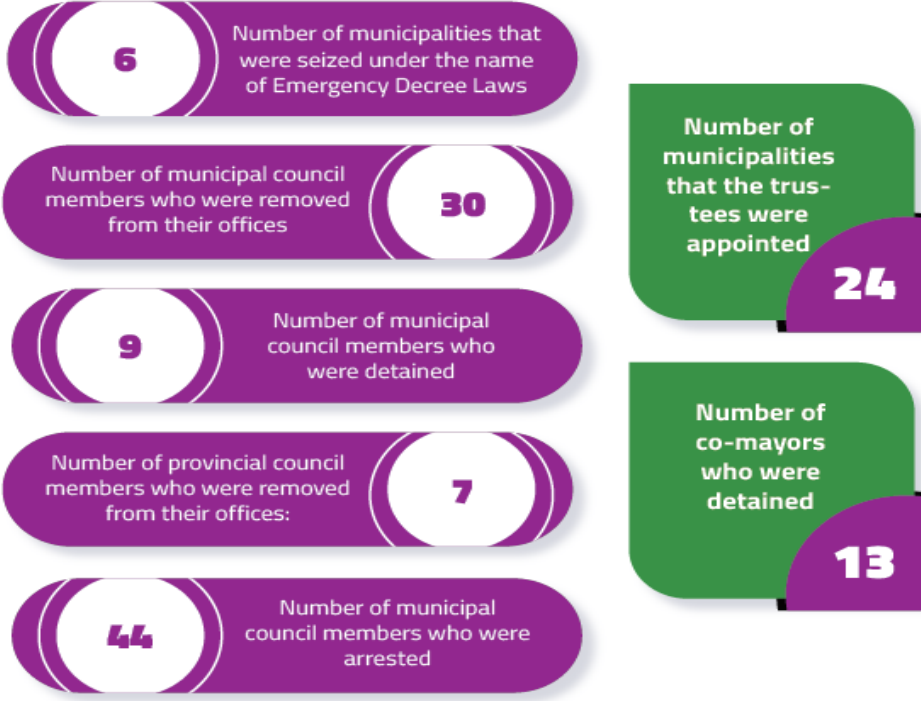 6
Number of municipalities that
were seized under the name
of Emergency Decree Laws
Number of municipal council
members who were removed
from their offices
30
9
Number of municipal
council members who
were detained
Number of provincial council
members who were removed
from their offices:
7
44
Number of municipal
council members who were
arrested
Number of
municipalities
that the trus-
tees were
appointed
24
Number of
co-mayors
who were
detained
13